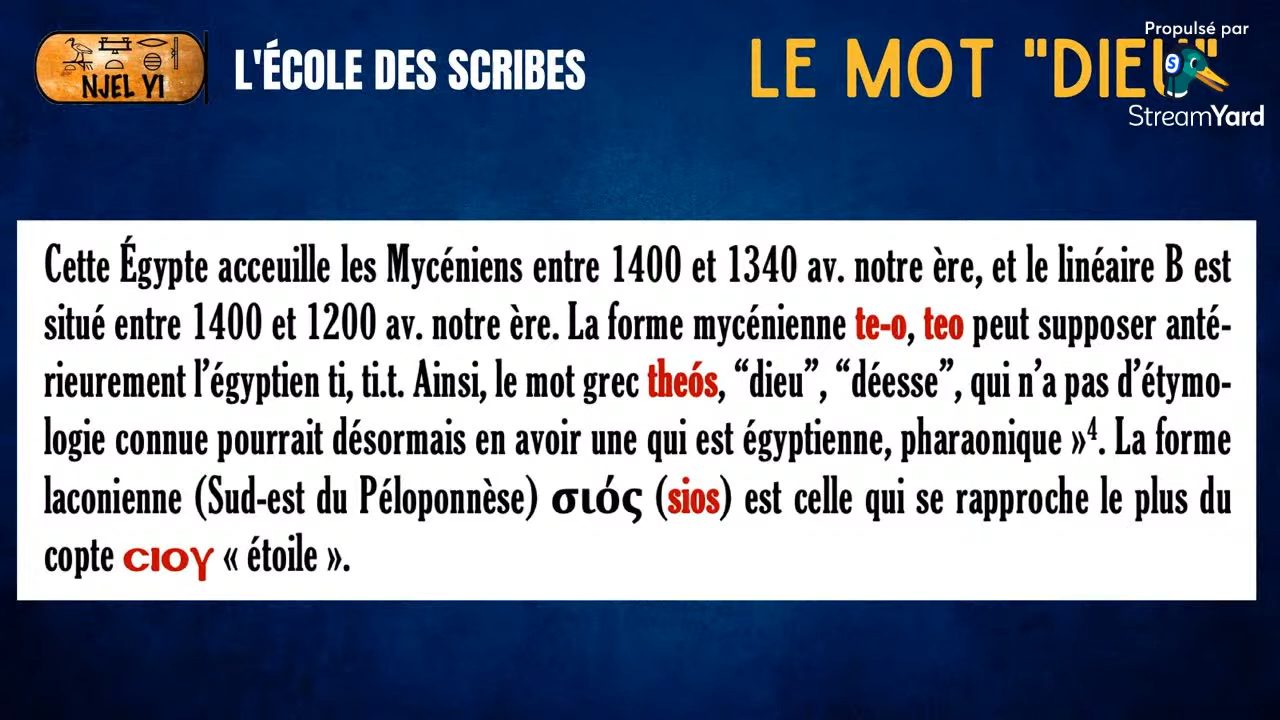 NJEL YI
L'ÉCOLE DES SCRIBES
LE MOT "DIEU"
Propulsé par
StreamYard
Cette Égypte acceuille les Mycéniens entre 1400 et 1340 av. notre ère, et le linéaire B est
situé entre 1400 et 1200 av. notre ère. La forme mycénienne te-o, teo peut supposer anté-
rieurement l'égyptien ti, ti.t. Ainsi, le mot grec theós, “dieu”, “déesse”, qui n'a pas d'étymo-
logie connue pourrait désormais en avoir une qui est égyptienne, pharaonique »⁴. La forme
laconienne (Sud-est du Péloponnèse) σιός (sios) est celle qui se rapproche le plus du
copte ⲥⲓⲟⲩ « étoile ».